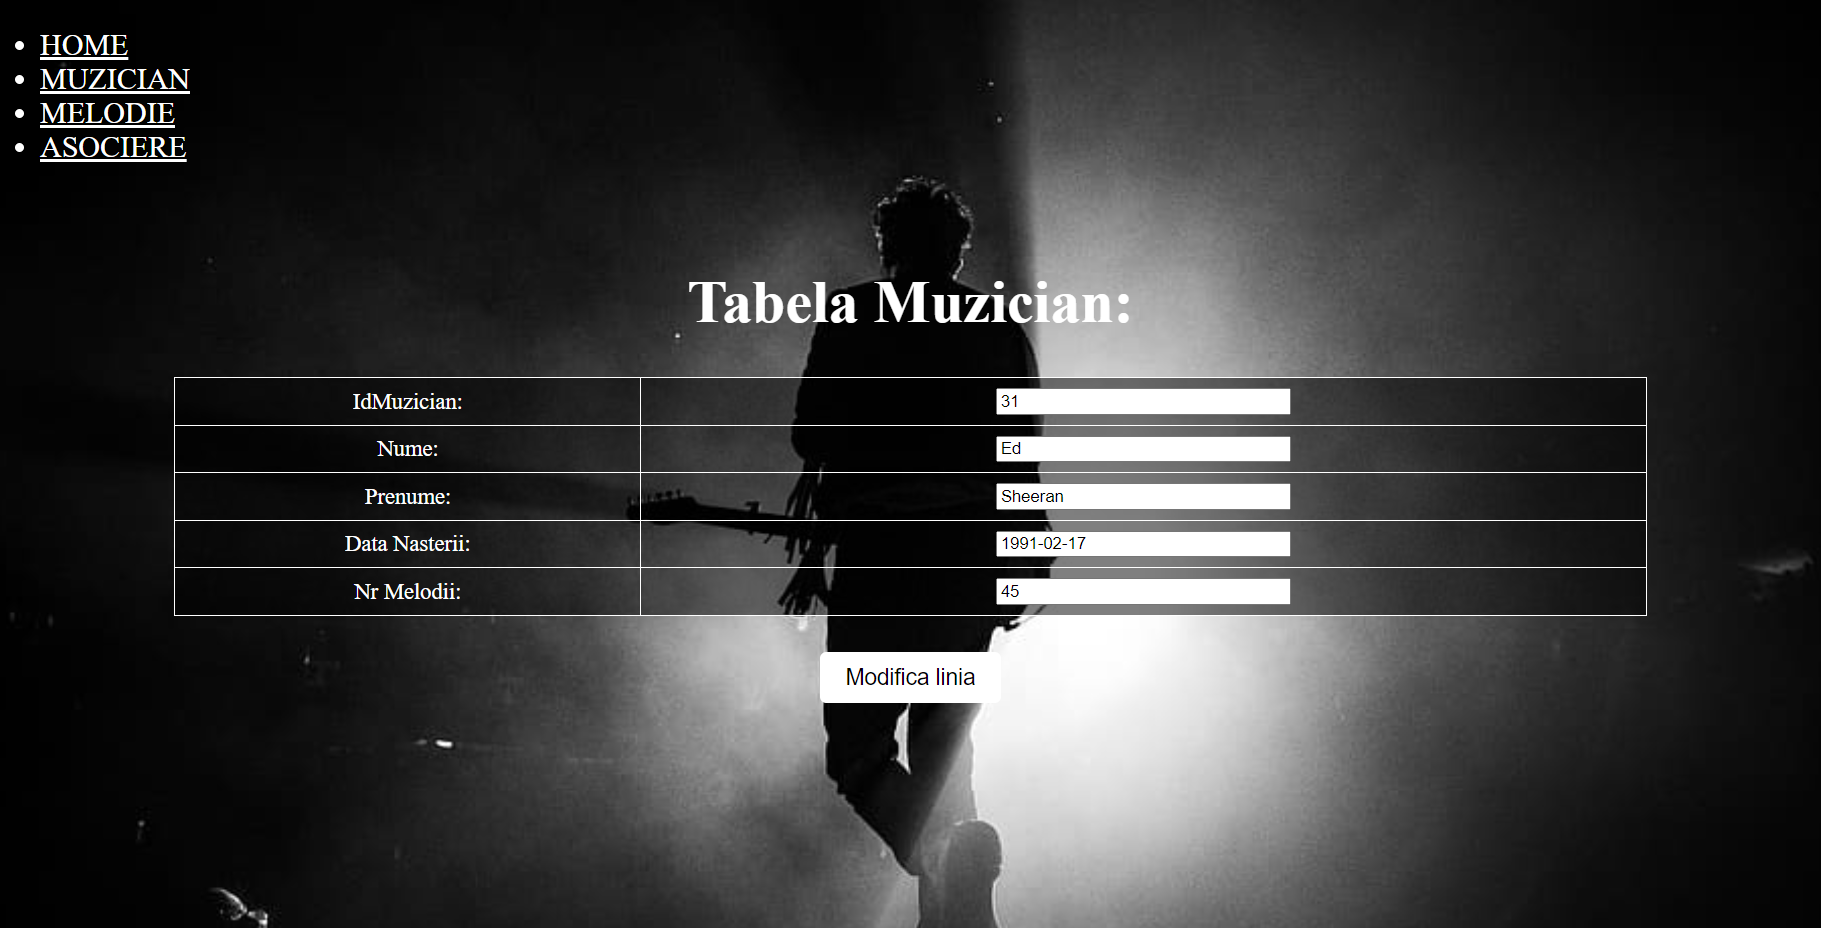 HOME
MUZICIAN
MELODIE
ASOCIERE
Tabela Muzician:
IdMuzician: 31
Nume: Ed
Prenume: Sheeran
Data Nasterii: 1991-02-17
Nr Melodii: 45
Modifica linia